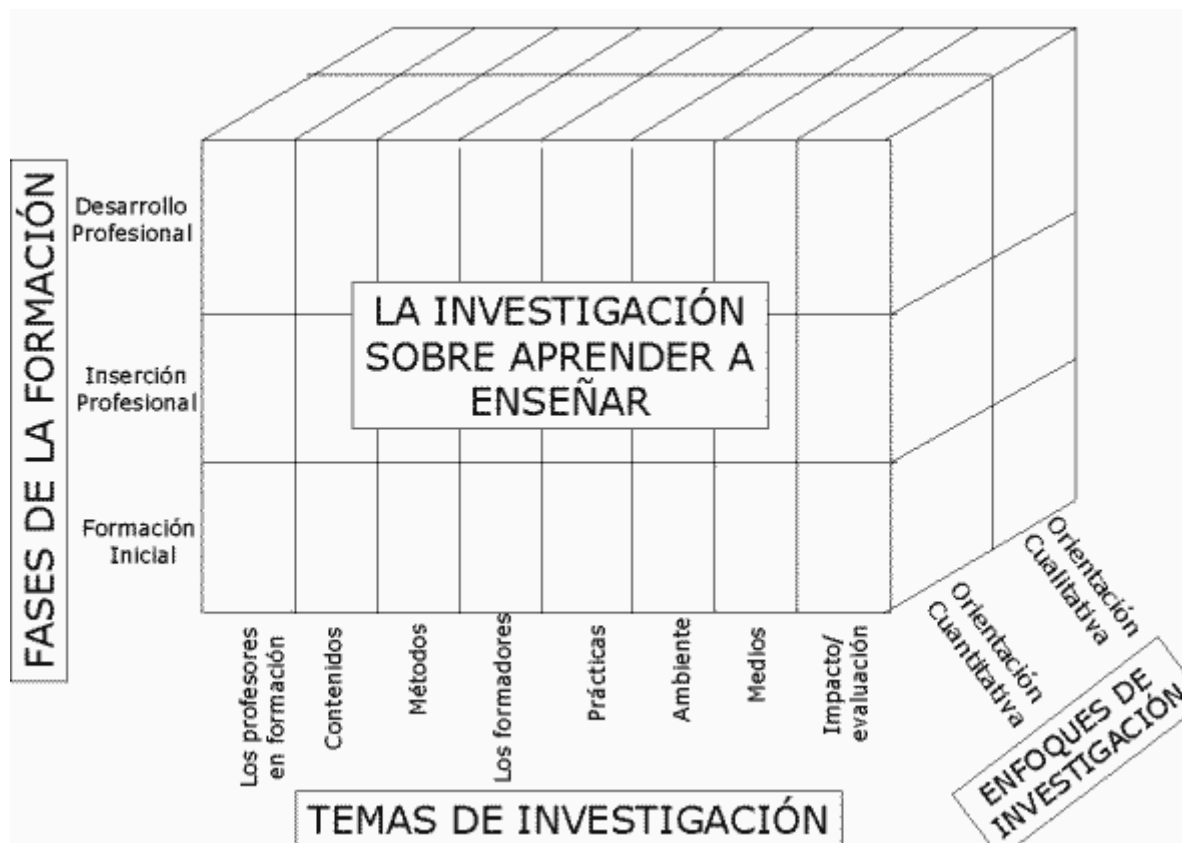 FASES DE LA FORMACIÓN
Desarrollo
Profesional
Inserción
Profesional
Formación
Inicial
LA INVESTIGACIÓN
SOBRE APRENDER A
ENSEÑAR
Los profesores
en formación
Contenidos
Métodos
Los formadores
Prácticas
Ambiente
Medios
Impacto/
evaluación
Orientación
Cuantitativa
Orientación
Cualitativa
TEMAS DE INVESTIGACIÓN
ENFOQUES DE
INVESTIGACIÓN